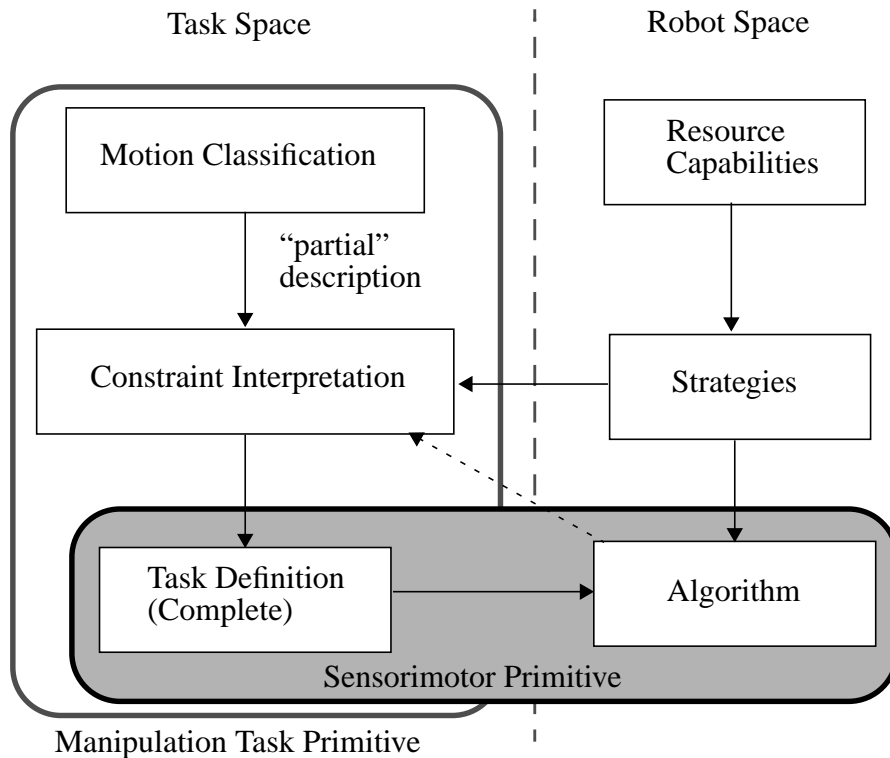 Task Space
Robot Space
Motion Classification
Resource
Capabilities
“partial”
description
Constraint Interpretation
Strategies
Task Definition
(Complete)
Algorithm
Sensorimotor Primitive
Manipulation Task Primitive